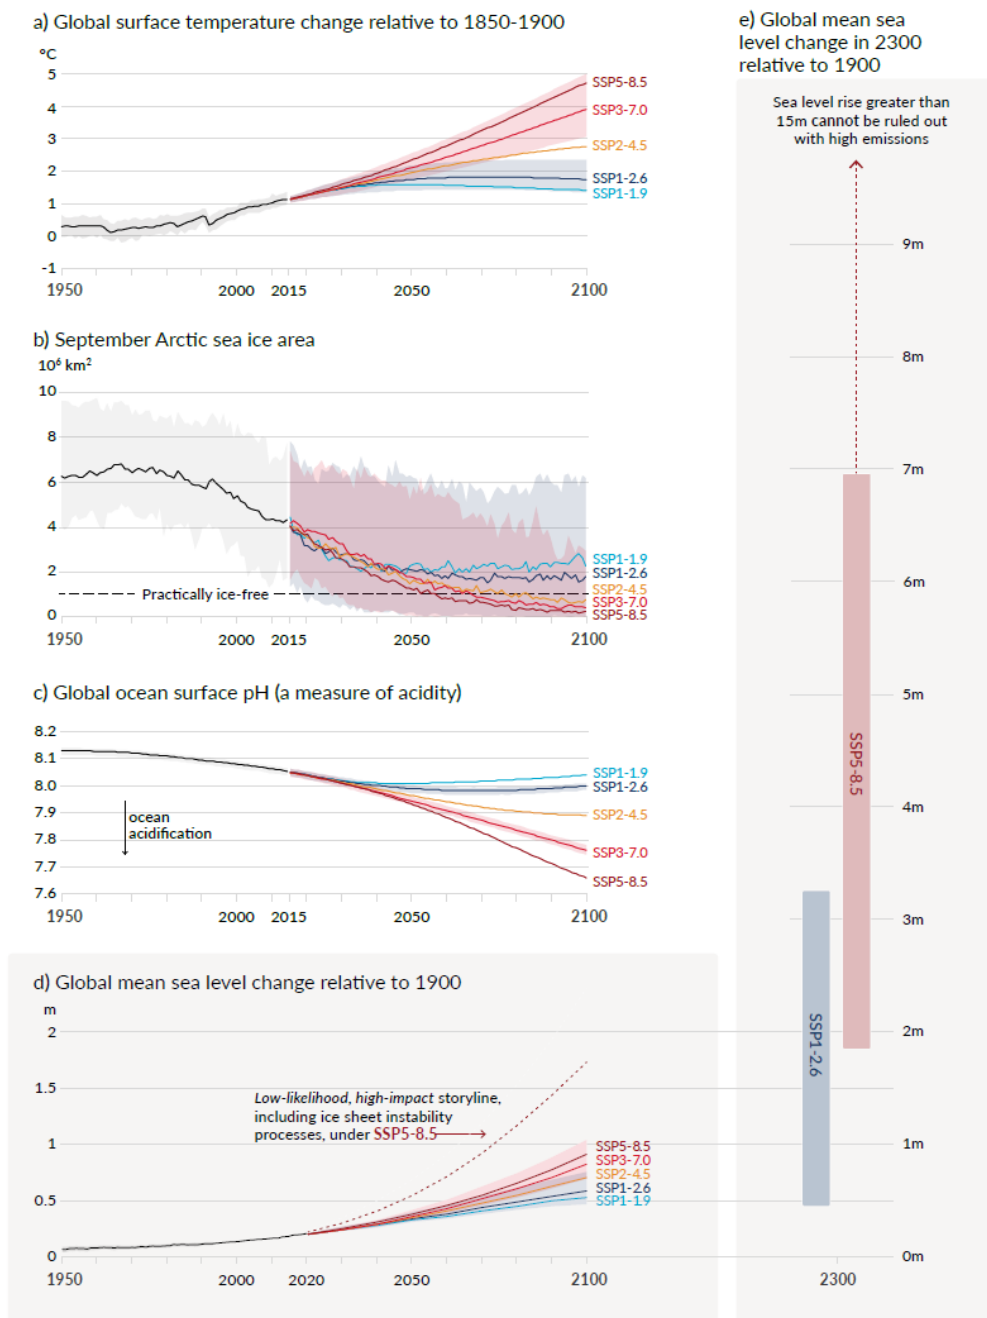 a) Global surface temperature change relative to 1850-1900
°C
5
4
3
2
1
0
-1
SSP5-8.5
SSP3-7.0
SSP2-4.5
SSP1-2.6
SSP1-1.9
1950
2000
2015
2050
2100
b) September Arctic sea ice area
10⁶ km²
10
8
6
4
2
0
Practically ice-free
SSP1-1.9
SSP1-2.6
SSP2-4.5
SSP3-7.0
SSP5-8.5
1950
2000
2015
2050
2100
c) Global ocean surface pH (a measure of acidity)
8.2
8.1
8.0
7.9
7.8
7.7
7.6
ocean
acidification
SSP1-1.9
SSP1-2.6
SSP2-4.5
SSP3-7.0
SSP5-8.5
1950
2000
2015
2050
2100
d) Global mean sea level change relative to 1900
m
2
1.5
1
0.5
0
Low-likelihood, high-impact storyline,
including ice sheet instability
processes, under SSP5-8.5
SSP5-8.5
SSP3-7.0
SSP2-4.5
SSP1-2.6
SSP1-1.9
1950
2000
2020
2050
2100
e) Global mean sea
level change in 2300
relative to 1900
Sea level rise greater than
15m cannot be ruled out
with high emissions
9m
8m
7m
6m
5m
4m
3m
2m
1m
0m
SSP5-8.5
SSP1-2.6
2300